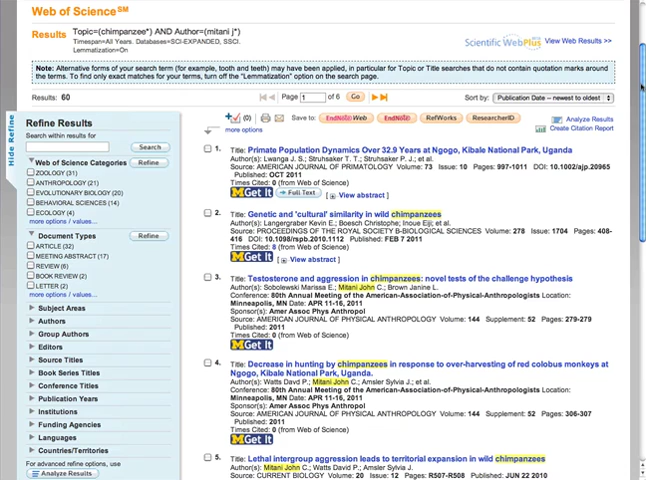 Web of Science℠
Results Topic=(chimpanzee*) AND Author=(mitani j*)
Timespan=All Years. Databases=SCI-EXPANDED, SSCI.
Lemmatization=On
Scientific WebPlus View Web Results >>
Note: Alternative forms of your search term (for example, tooth and teeth) may have been applied, in particular for Topic or Title searches that do not contain quotation marks around
the terms. To find only exact matches for your terms, turn off the "Lemmatization" option on the search page.
Results: 60
Page 1 of 6 Go
Sort by: Publication Date -- newest to oldest
Hide Refine
Refine Results
Search within results for
Search
Web of Science Categories Refine
ZOOLOGY (31)
ANTHROPOLOGY (21)
EVOLUTIONARY BIOLOGY (20)
BEHAVIORAL SCIENCES (14)
ECOLOGY (4)
more options / values...
Document Types Refine
ARTICLE (32)
MEETING ABSTRACT (17)
REVIEW (6)
BOOK REVIEW (2)
LETTER (2)
more options / values...
Subject Areas
Authors
Group Authors
Editors
Source Titles
Book Series Titles
Conference Titles
Publication Years
Institutions
Funding Agencies
Languages
Countries/Territories
For advanced refine options, use
Analyze Results
(0) Save to: EndNote Web EndNote RefWorks ResearcherID
more options
Analyze Results
Create Citation Report
1. Title: Primate Population Dynamics Over 32.9 Years at Ngogo, Kibale National Park, Uganda
Author(s): Lwanga J. S.; Struhsaker T. T.; Struhsaker P. J.; et al.
Source: AMERICAN JOURNAL OF PRIMATOLOGY Volume: 73 Issue: 10 Pages: 997-1011 DOI: 10.1002/ajp.20965
Published: OCT 2011
Times Cited: 0 (from Web of Science)
MGet It Full Text [ View abstract ]
2. Title: Genetic and 'cultural' similarity in wild chimpanzees
Author(s): Langergraber Kevin E.; Boesch Christophe; Inoue Eiji; et al.
Source: PROCEEDINGS OF THE ROYAL SOCIETY B-BIOLOGICAL SCIENCES Volume: 278 Issue: 1704 Pages: 408-
416 DOI: 10.1098/rspb.2010.1112 Published: FEB 7 2011
Times Cited: 8 (from Web of Science)
MGet It [ View abstract ]
3. Title: Testosterone and aggression in chimpanzees: novel tests of the challenge hypothesis
Author(s): Sobolewski Marissa E.; Mitani John C.; Brown Janine L.
Conference: 80th Annual Meeting of the American-Association-of-Physical-Anthropologists Location:
Minneapolis, MN Date: APR 11-16, 2011
Sponsor(s): Amer Assoc Phys Anthropol
Source: AMERICAN JOURNAL OF PHYSICAL ANTHROPOLOGY Volume: 144 Supplement: 52 Pages: 279-279
Published: 2011
Times Cited: 0 (from Web of Science)
MGet It
4. Title: Decrease in hunting by chimpanzees in response to over-harvesting of red colobus monkeys at
Ngogo, Kibale National Park, Uganda.
Author(s): Watts Davd P.; Mitani John C.; Amsler Sylvia J.; et al.
Conference: 80th Annual Meeting of the American-Association-of-Physical-Anthropologists Location:
Minneapolis, MN Date: APR 11-16, 2011
Sponsor(s): Amer Assoc Phys Anthropol
Source: AMERICAN JOURNAL OF PHYSICAL ANTHROPOLOGY Volume: 144 Supplement: 52 Pages: 306-307
Published: 2011
Times Cited: 0 (from Web of Science)
MGet It
5. Title: Lethal intergroup aggression leads to territorial expansion in wild chimpanzees
Author(s): Mitani John C.; Watts David P.; Amsler Sylvia J.
Source: CURRENT BIOLOGY Volume: 20 Issue: 12 Pages: R507-R508 Published: JUN 22 2010